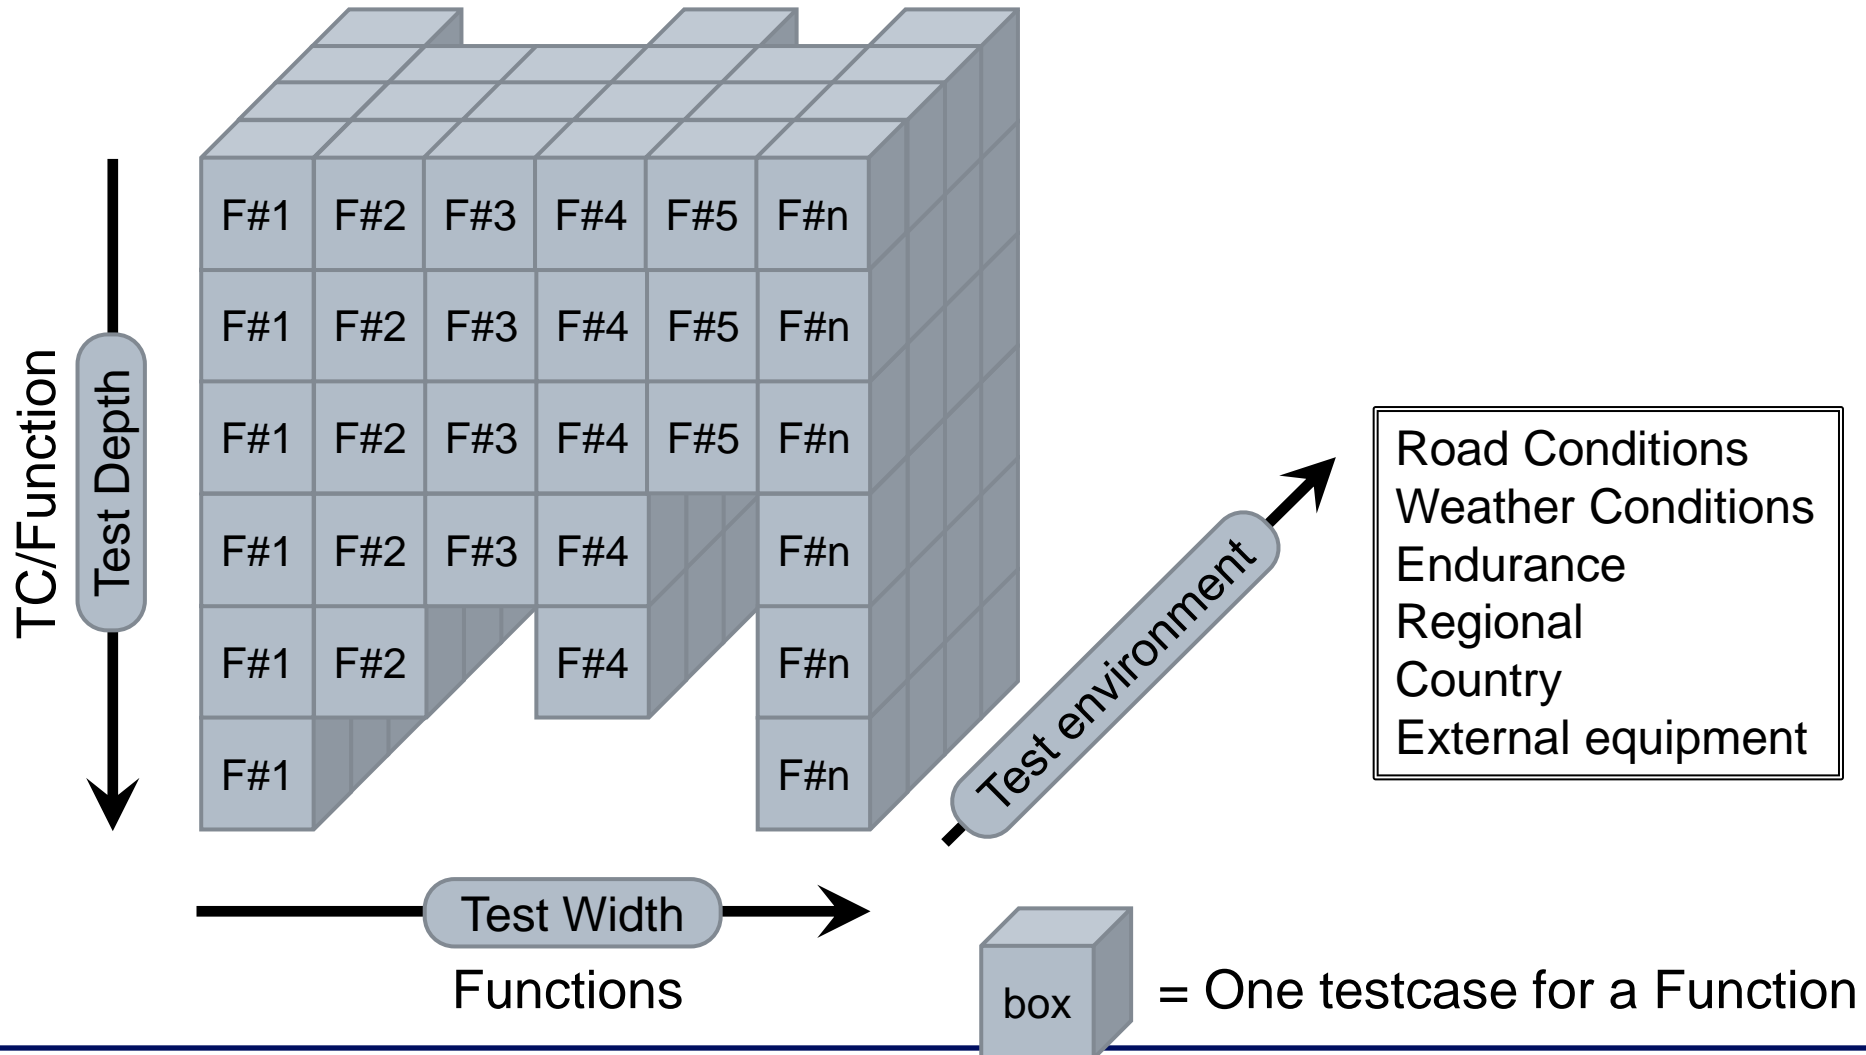 F#1 F#2 F#3 F#4 F#5 F#n
F#1 F#2 F#3 F#4 F#5 F#n
F#1 F#2 F#3 F#4 F#5 F#n
F#1 F#2 F#3 F#4 F#n
F#1 F#2 F#4 F#n
F#1 F#n
TC/Function
Test Depth
Test Width
Functions
Test environment
Road Conditions
Weather Conditions
Endurance
Regional
Country
External equipment
box = One testcase for a Function